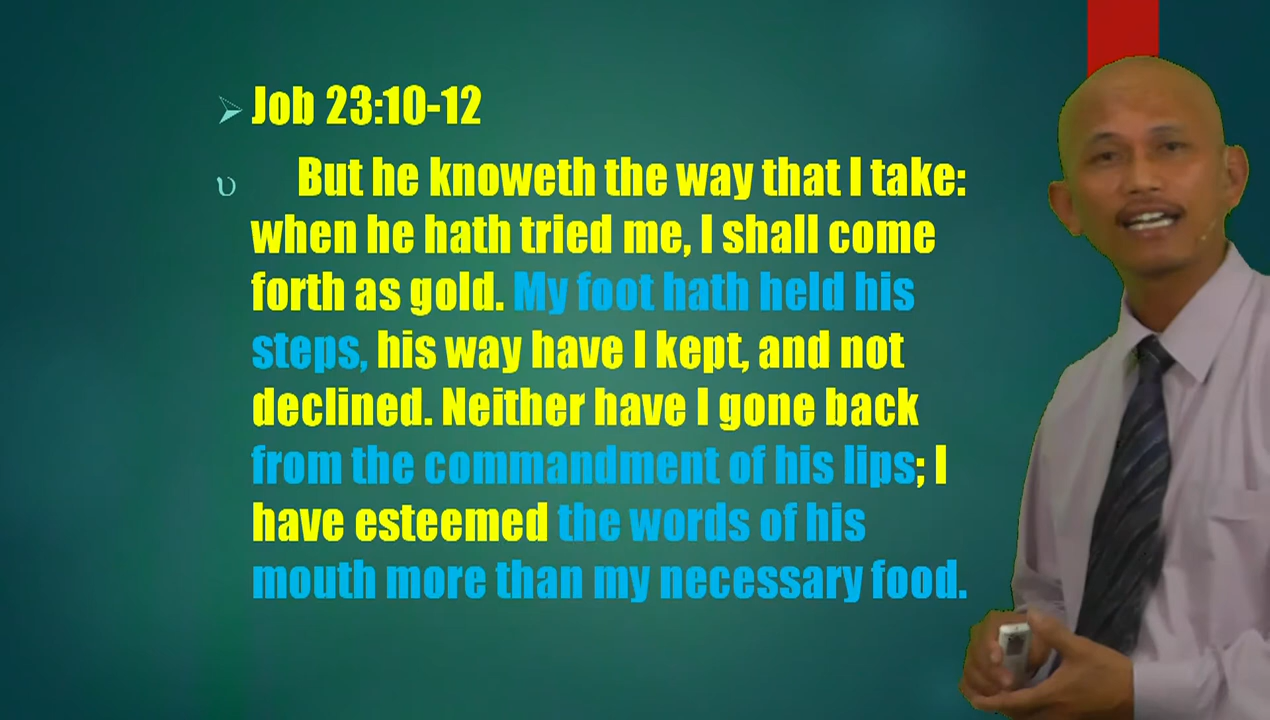 Job 23:10-12
But he knoweth the way that I take:
when he hath tried me, I shall come
forth as gold. My foot hath held his
steps, his way have I kept, and not
declined. Neither have I gone back
from the commandment of his lips; I
have esteemed the words of his
mouth more than my necessary food.